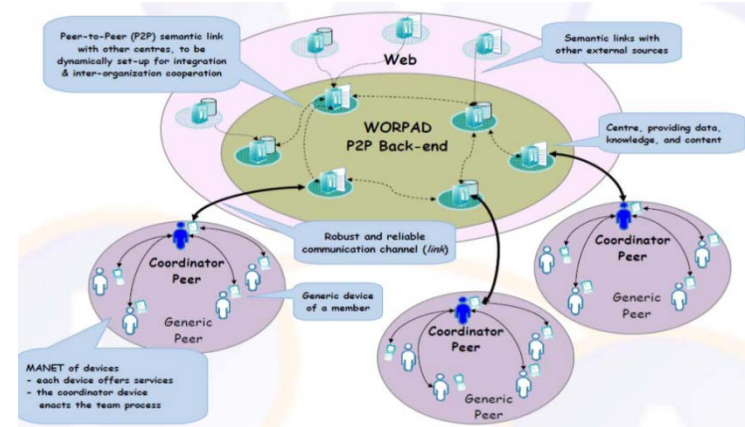 Peer-to-Peer (P2P) semantic link
with other centres, to be
dynamically set-up for integration
& inter-organization cooperation
Web
Semantic links with
other external sources
WORPAD
P2P Back-end
Centre, providing data,
knowledge, and content
Robust and reliable
communication channel (link)
Coordinator
Peer
Generic
Peer
Generic device
of a member
Coordinator
Peer
Generic
Peer
Coordinator
Peer
Generic
Peer
MANET of devices
- each device offers services
- the coordinator device
enacts the team process